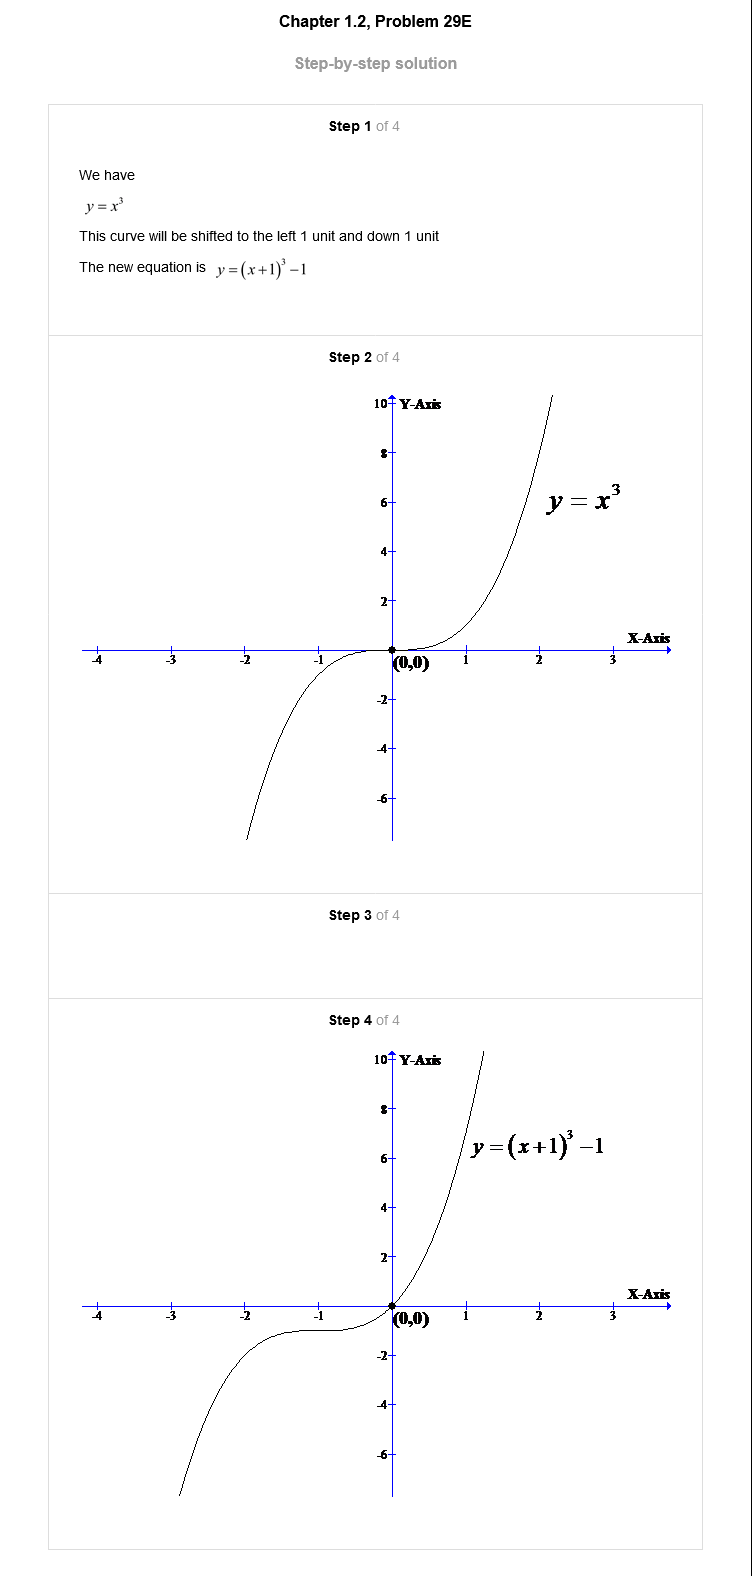 Chapter 1.2, Problem 29E
Step-by-step solution
Step 1 of 4
We have
y = x³
This curve will be shifted to the left 1 unit and down 1 unit
The new equation is y = (x+1)³ − 1
Step 2 of 4
10 Y-Axis
8
6
y = x³
4
2
X-Axis
-4 -3 -2 -1 (0,0) 1 2 3
-2
-4
-6
Step 3 of 4
Step 4 of 4
10 Y-Axis
8
y = (x+1)³ − 1
6
4
2
X-Axis
-4 -3 -2 -1 (0,0) 1 2 3
-2
-4
-6